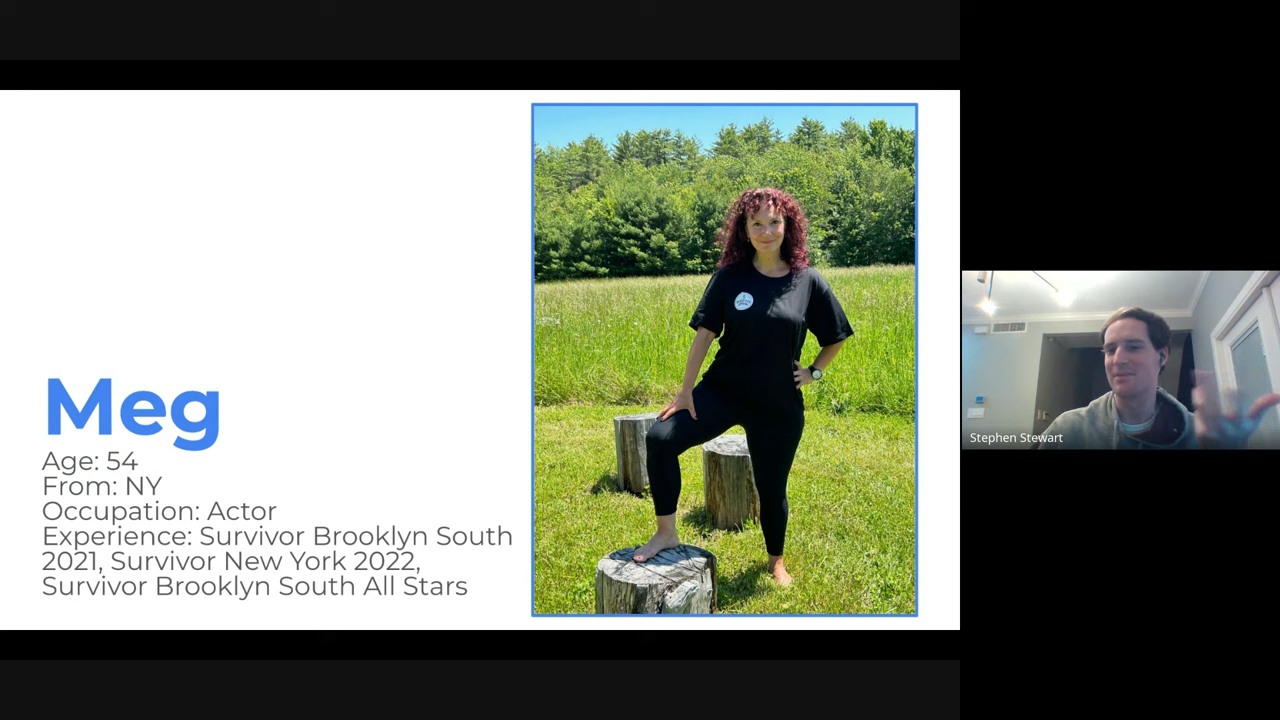 Meg
Age: 54
From: NY
Occupation: Actor
Experience: Survivor Brooklyn South
2021, Survivor New York 2022,
Survivor Brooklyn South All Stars
Stephen Stewart